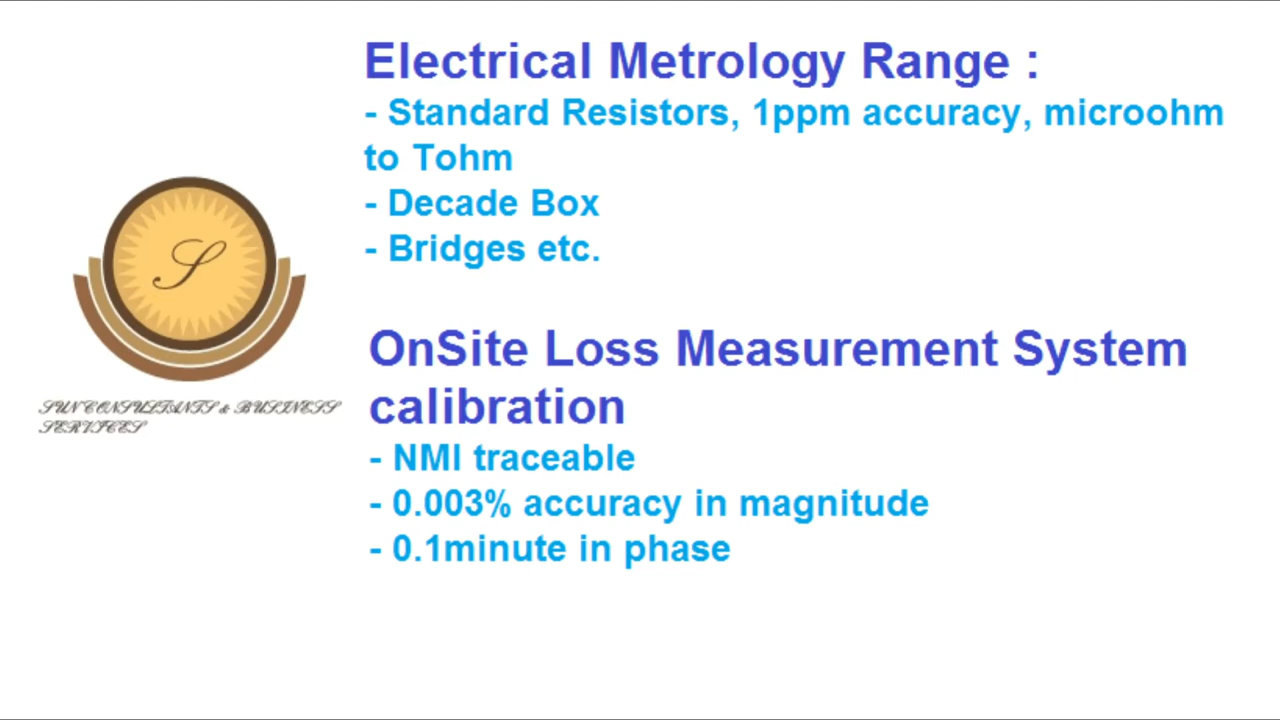 Electrical Metrology Range :
- Standard Resistors, 1ppm accuracy, microohm
to Tohm
- Decade Box
- Bridges etc.
S
SUN CONSULTANTS & BUSINESS
SERVICES
OnSite Loss Measurement System
calibration
- NMI traceable
- 0.003% accuracy in magnitude
- 0.1minute in phase